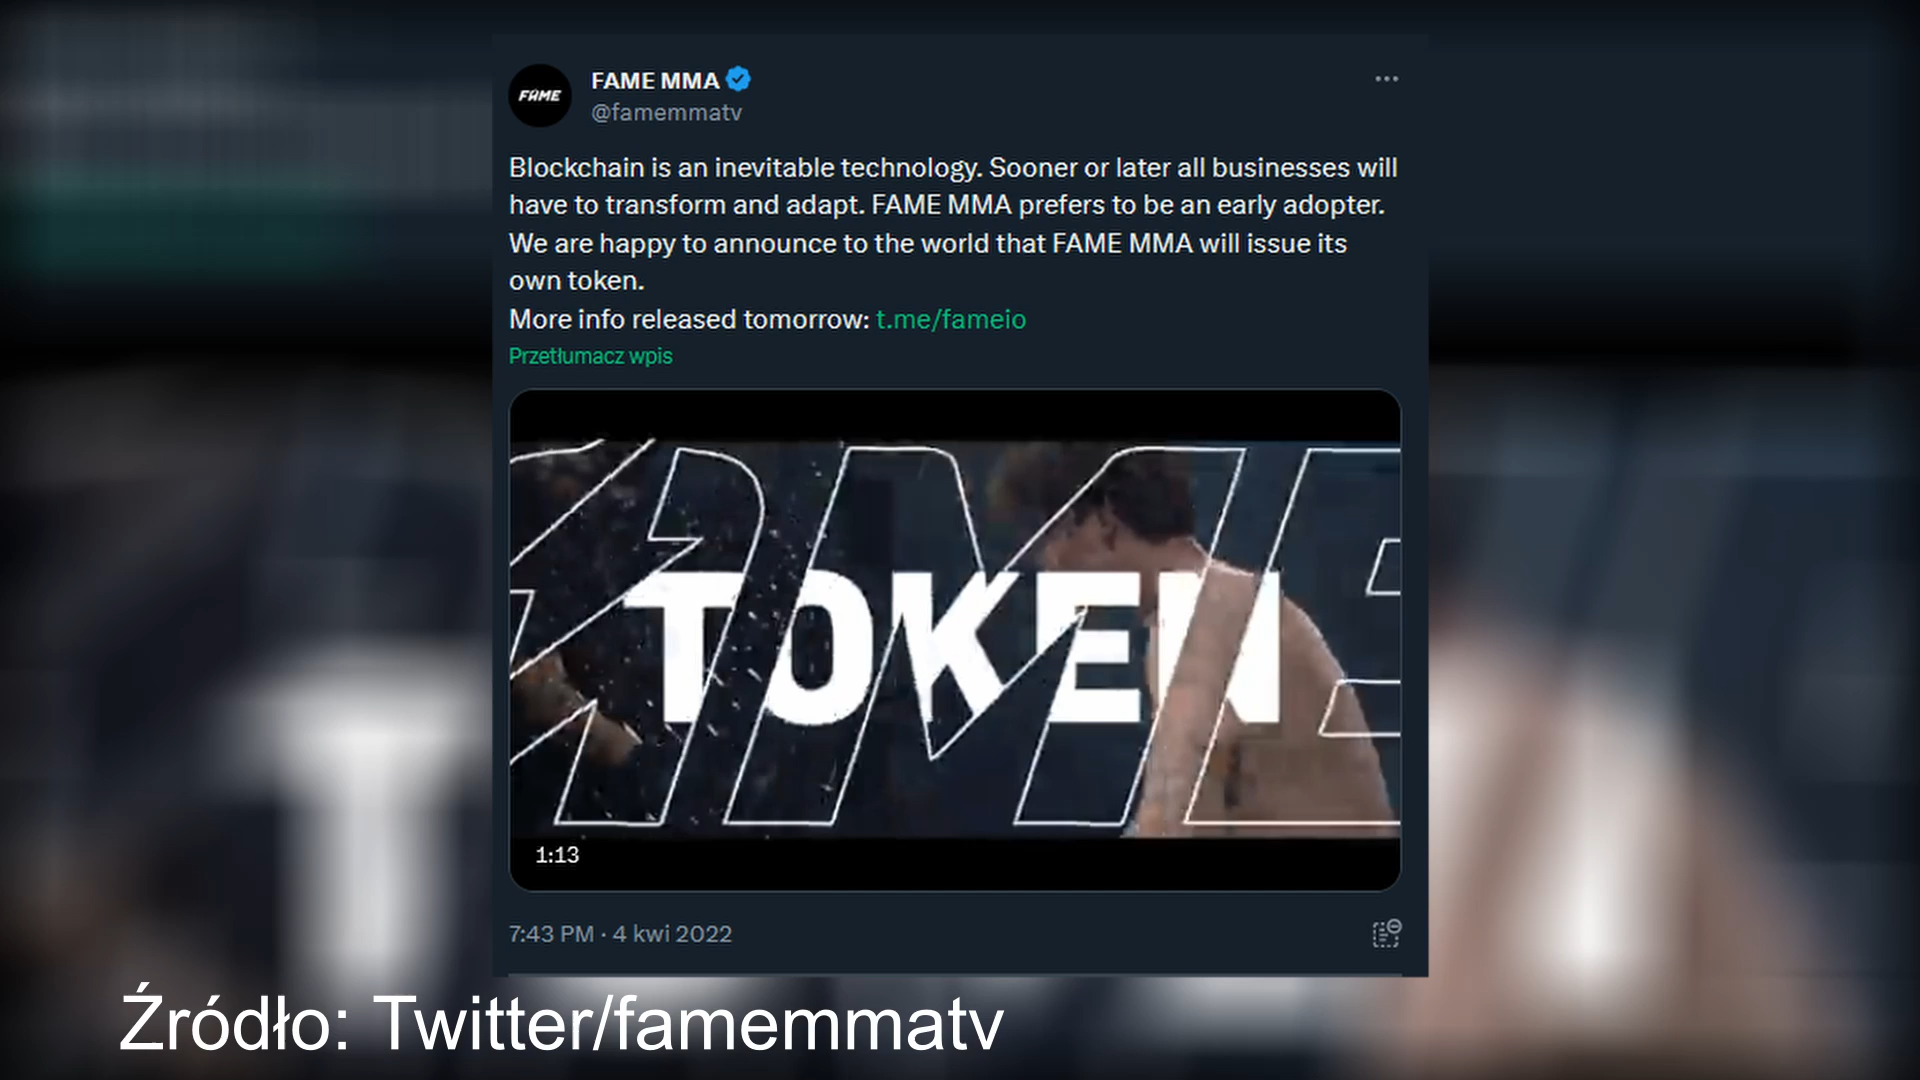 FAME
FAME MMA
@famemmatv
Blockchain is an inevitable technology. Sooner or later all businesses will
have to transform and adapt. FAME MMA prefers to be an early adopter.
We are happy to announce to the world that FAME MMA will issue its
own token.
More info released tomorrow: t.me/fameio
Przetłumacz wpis
FAME
TOKEN
1:13
7:43 PM · 4 kwi 2022
Źródło: Twitter/famemmatv